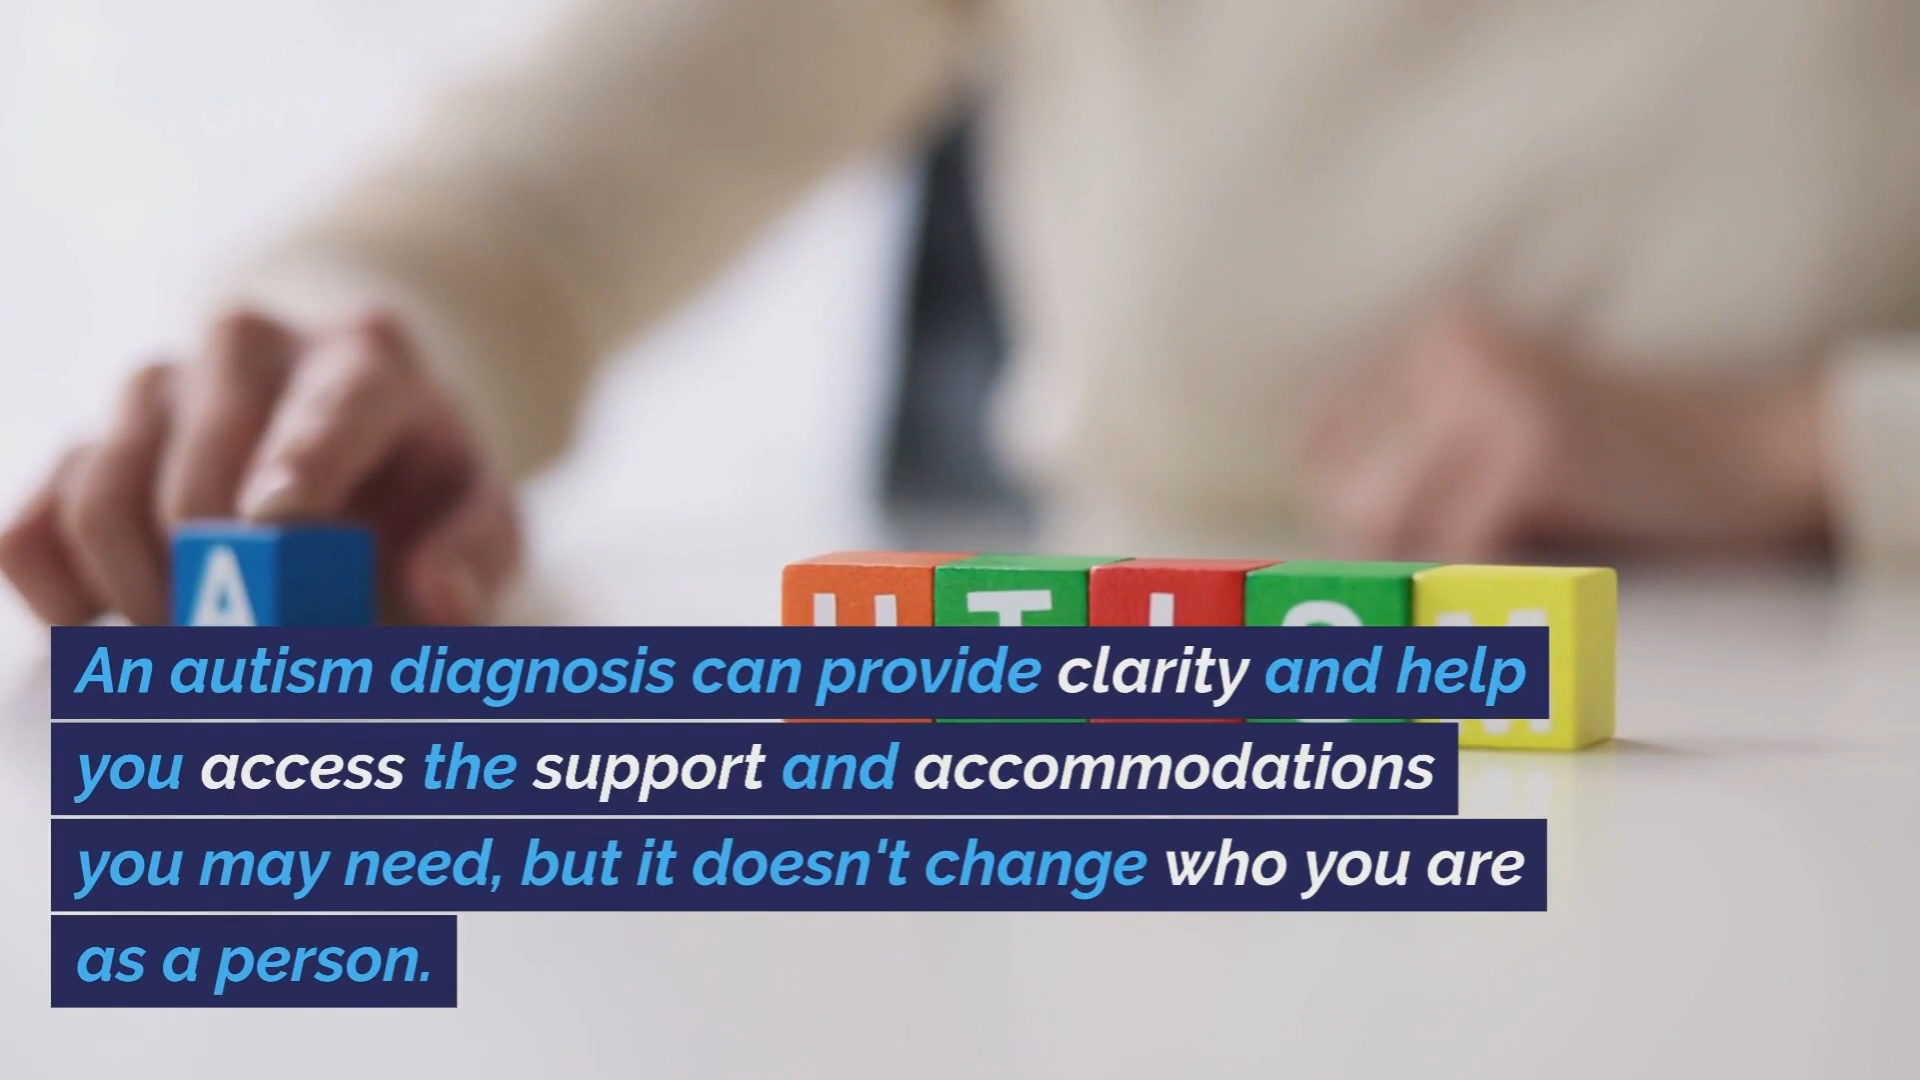 A UTISM
An autism diagnosis can provide clarity and help
you access the support and accommodations
you may need, but it doesn't change who you are
as a person.